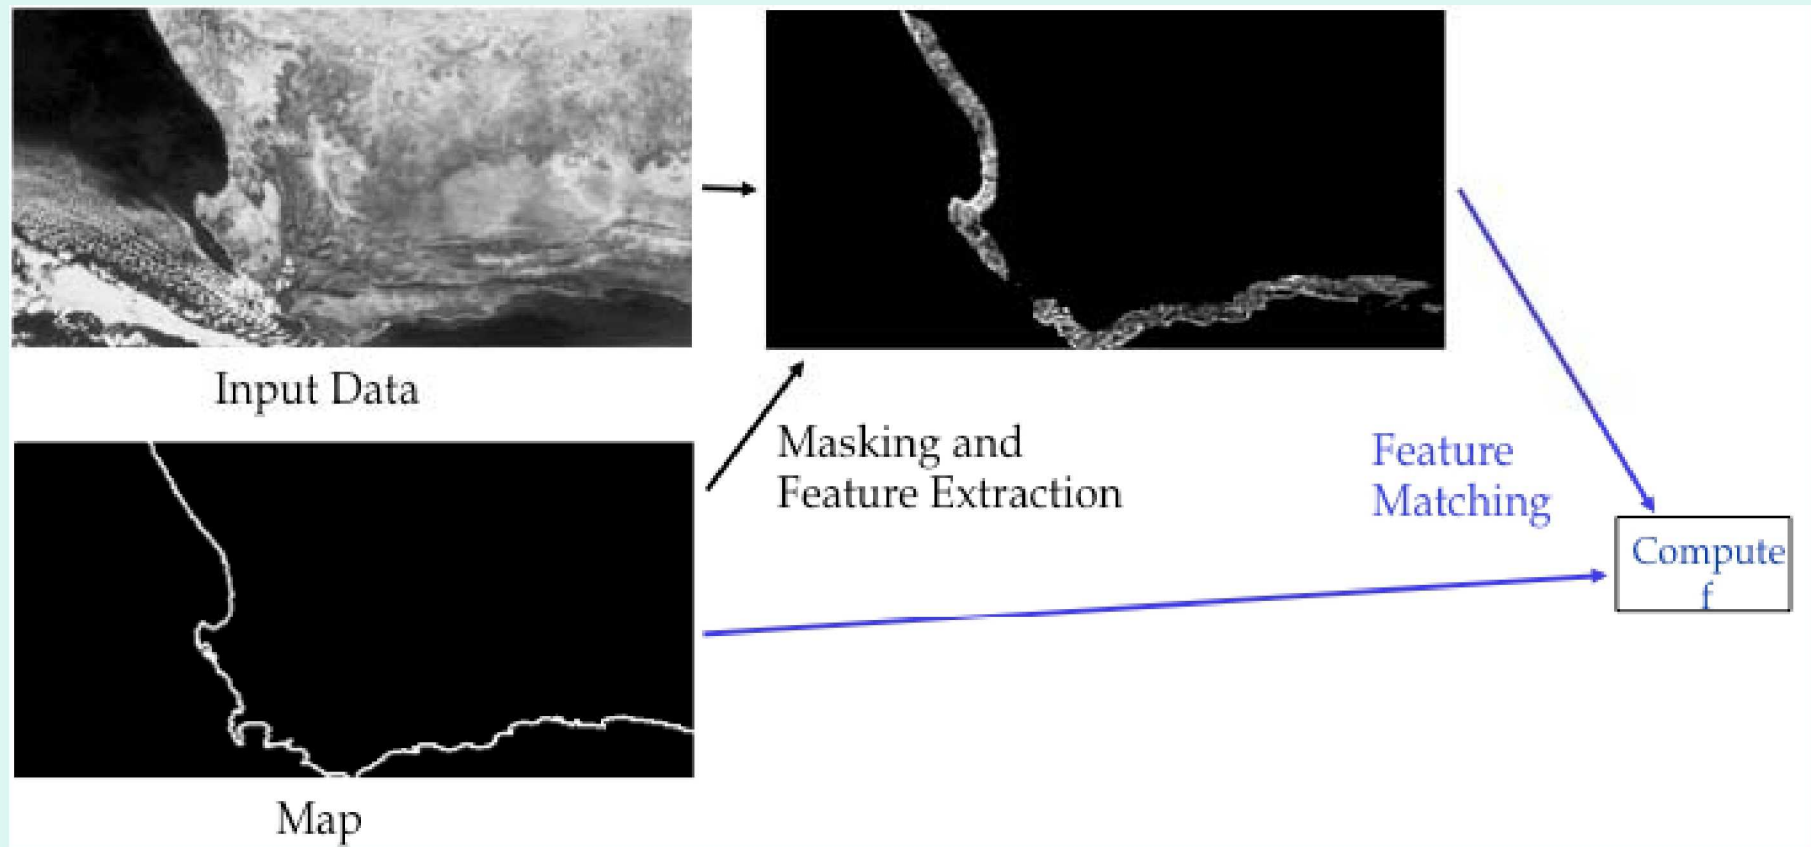 Input Data
Masking and
Feature Extraction
Feature
Matching
Compute
f
Map